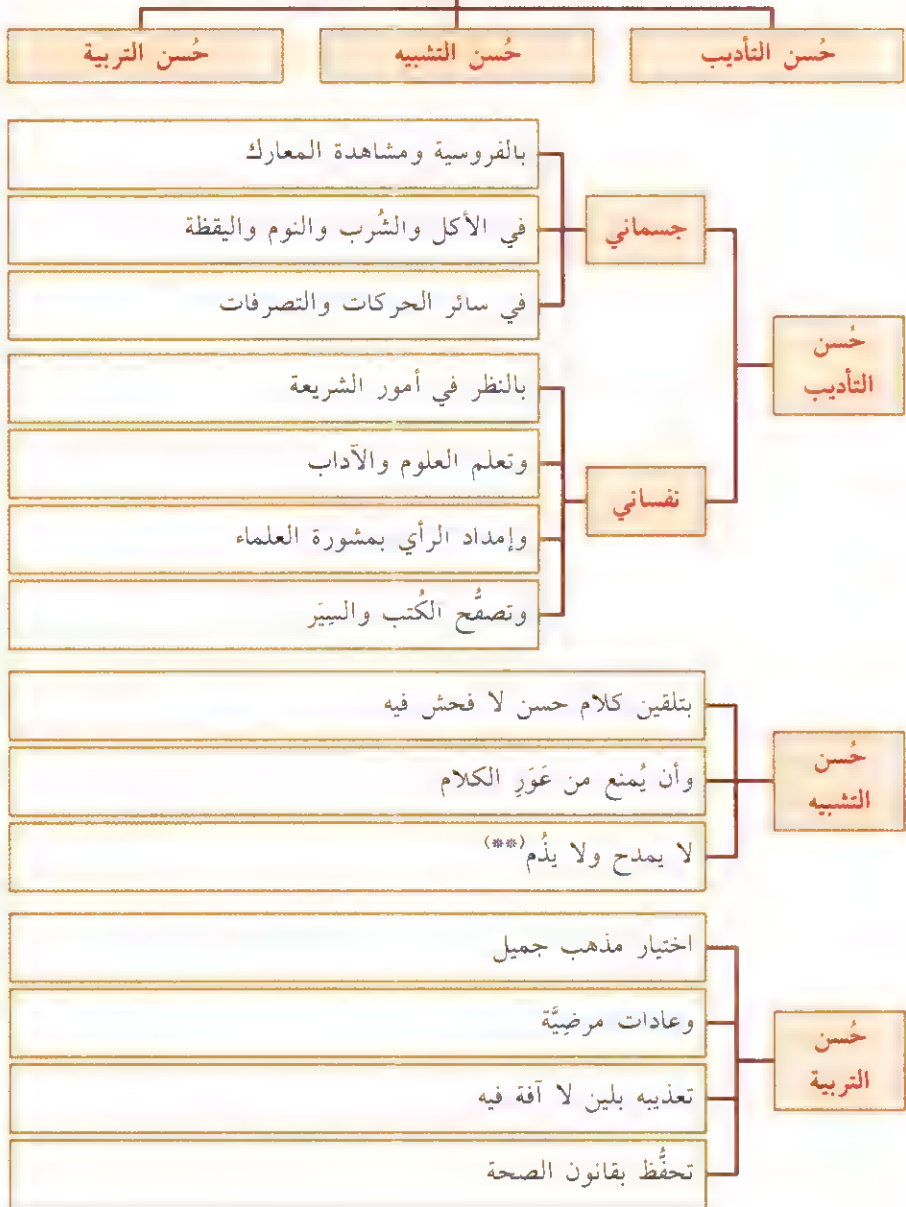 حُسن التأديب
حُسن التشبيه
حُسن التربية
حُسن
التأديب
جسماني
بالفروسية ومشاهدة المعارك
في الأكل والشُرب والنوم واليقظة
في سائر الحركات والتصرفات
نفساني
بالنظر في أمور الشريعة
وتعلم العلوم والآداب
وإمداد الرأي بمشورة العلماء
وتصفُّح الكُتب والسِيَر
حُسن
التشبيه
بتلقين كلام حسن لا فحش فيه
وأن يُمنع من عَوَرِ الكلام
لا يمدح ولا يذُم(**)
حُسن
التربية
اختيار مذهب جميل
وعادات مرضِيَّة
تعذيبه بلين لا آفة فيه
تحفُّظ بقانون الصحة